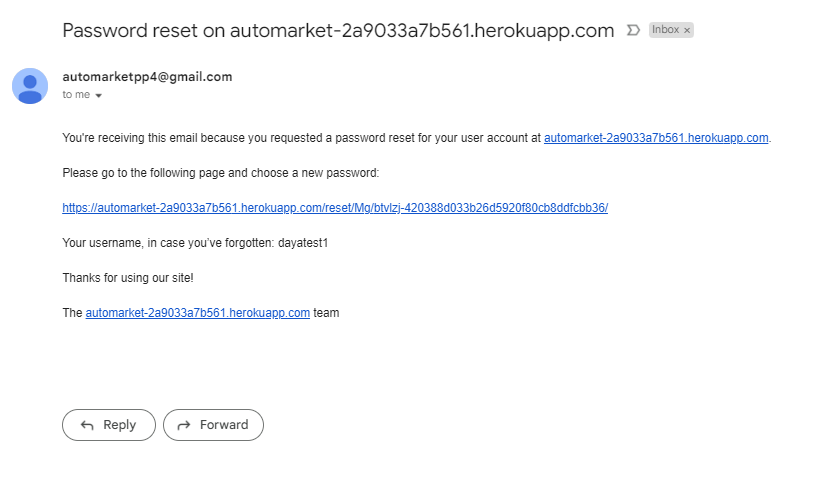 Password reset on automarket-2a9033a7b561.herokuapp.com Inbox ×
automarketpp4@gmail.com
to me
You're receiving this email because you requested a password reset for your user account at automarket-2a9033a7b561.herokuapp.com.
Please go to the following page and choose a new password:
https://automarket-2a9033a7b561.herokuapp.com/reset/Mg/btvlzj-420388d033b26d5920f80cb8ddfcbb36/
Your username, in case you’ve forgotten: dayatest1
Thanks for using our site!
The automarket-2a9033a7b561.herokuapp.com team
Reply Forward